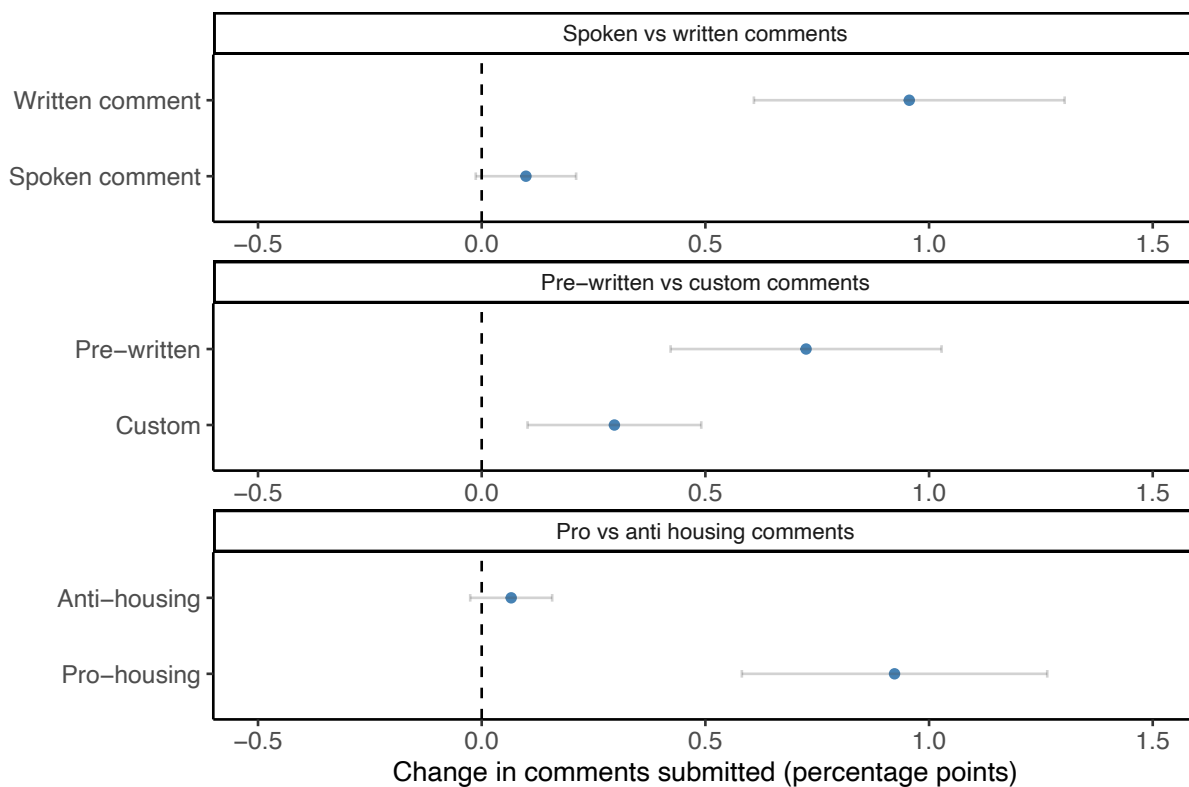 Spoken vs written comments
Written comment
Spoken comment
−0.5 0.0 0.5 1.0 1.5
Pre−written vs custom comments
Pre−written
Custom
−0.5 0.0 0.5 1.0 1.5
Pro vs anti housing comments
Anti−housing
Pro−housing
−0.5 0.0 0.5 1.0 1.5
Change in comments submitted (percentage points)